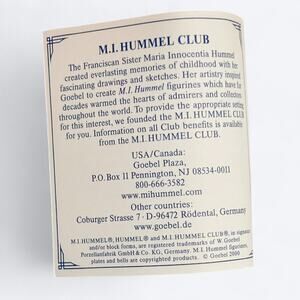 M.I. HUMMEL CLUB
The Franciscan Sister Maria Innocentia Hummel
created everlasting memories of childhood with her
fascinating drawings and sketches. Her artistry inspired
Goebel to create M.I. Hummel figurines which have for
decades warmed the hearts of admirers and collectors
throughout the world. To provide the appropriate setting
for this interest, we founded the M.I. HUMMEL CLUB
for you. Information on all Club benefits is available
from the M.I. HUMMEL CLUB.
USA/Canada:
Goebel Plaza,
P.O. Box 11 Pennington, NJ 08534-0011
800-666-3582
www.mihummel.com
Other countries:
Coburger Strasse 7 · D-96472 Rödental, Germany
www.goebel.de
M.I. HUMMEL®, HUMMEL® and M.I. HUMMEL CLUB®, in signature
and/or block forms, are registered trademarks of W. Goebel
Porzellanfabrik GmbH & Co. KG, Germany. M.I. Hummel figurines,
plates and bells are copyrighted products. © Goebel 2000